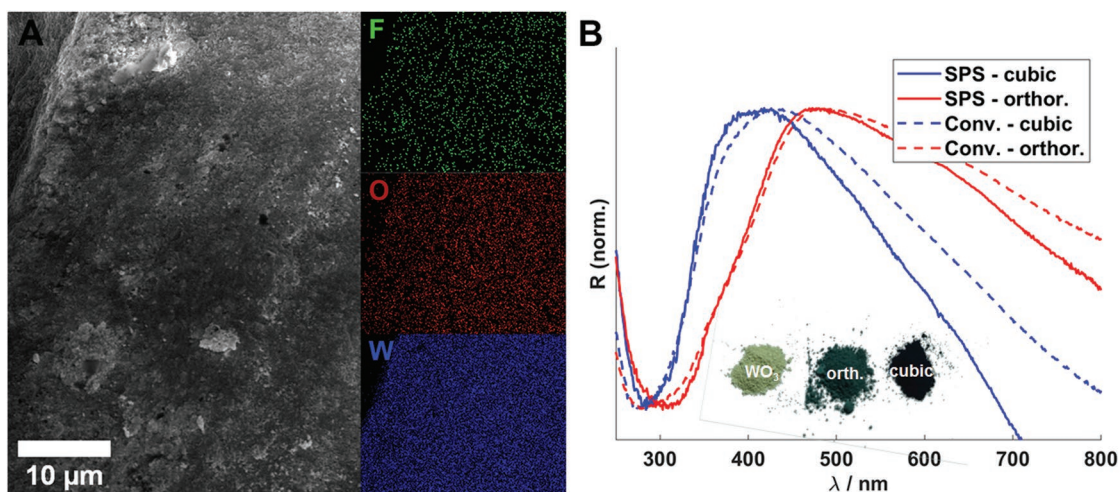 A
F
O
W
10 µm
B
SPS - cubic
SPS - orthor.
Conv. - cubic
Conv. - orthor.
R (norm.)
WO₃
orth.
cubic
300 400 500 600 700 800
λ / nm